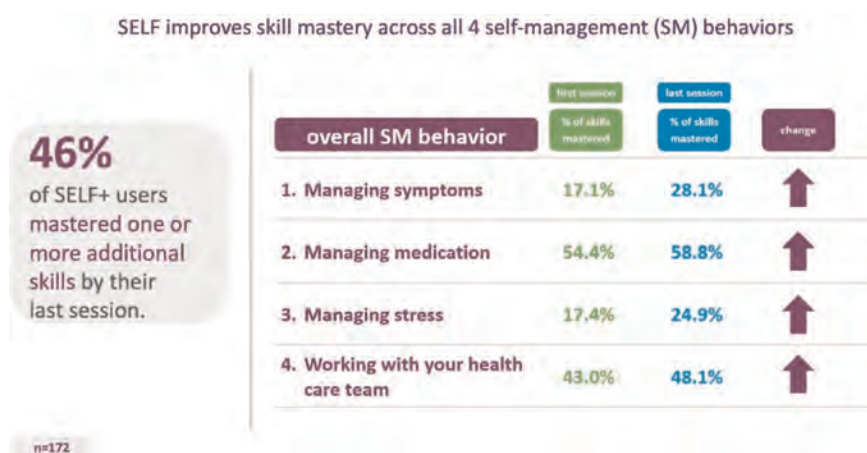 SELF improves skill mastery across all 4 self-management (SM) behaviors
46%
of SELF+ users
mastered one or
more additional
skills by their
last session.
n=172
first session
last session
overall SM behavior
% of skills
mastered
% of skills
mastered
change
1. Managing symptoms
17.1%
28.1%
2. Managing medication
54.4%
58.8%
3. Managing stress
17.4%
24.9%
4. Working with your health
care team
43.0%
48.1%